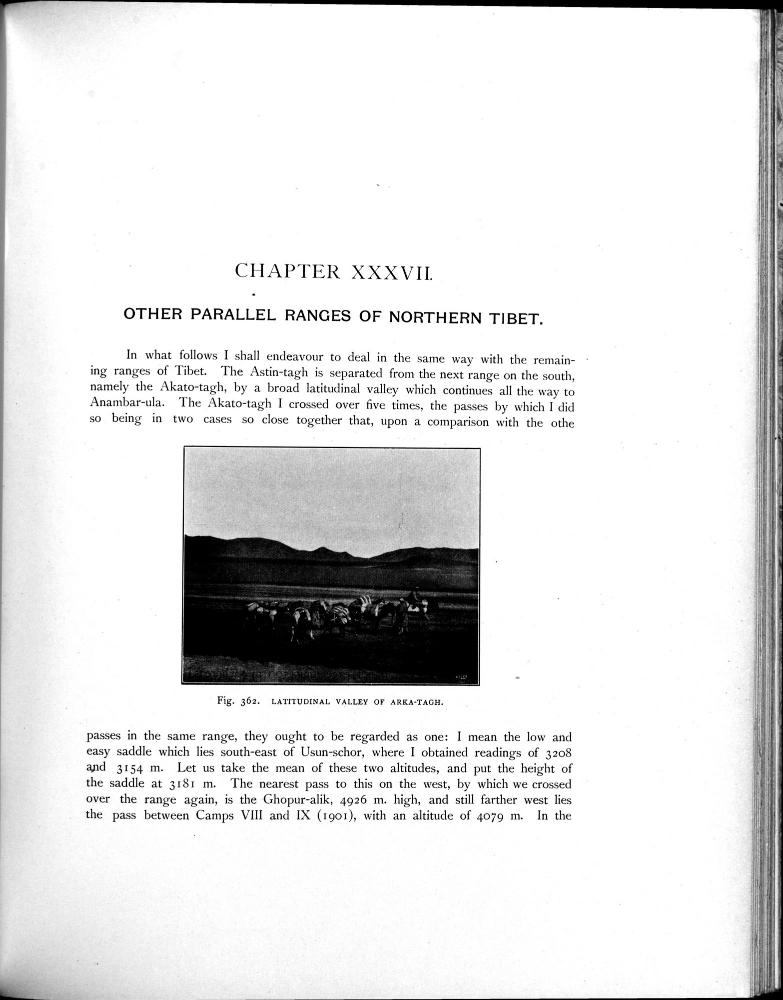 CHAPTER XXXVII.
OTHER PARALLEL RANGES OF NORTHERN TIBET.
In what follows I shall endeavour to deal in the same way with the remain-
ing ranges of Tibet. The Astin-tagh is separated from the next range on the south,
namely the Akato-tagh, by a broad latitudinal valley which continues all the way to
Anambar-ula. The Akato-tagh I crossed over five times, the passes by which I did
so being in two cases so close together that, upon a comparison with the othe
Fig. 362. LATITUDINAL VALLEY OF ARKA-TAGH.
passes in the same range, they ought to be regarded as one: I mean the low and
easy saddle which lies south-east of Usun-schor, where I obtained readings of 3208
and 3154 m. Let us take the mean of these two altitudes, and put the height of
the saddle at 3181 m. The nearest pass to this on the west, by which we crossed
over the range again, is the Ghopur-alik, 4926 m. high, and still farther west lies
the pass between Camps VIII and IX (1901), with an altitude of 4079 m. In the